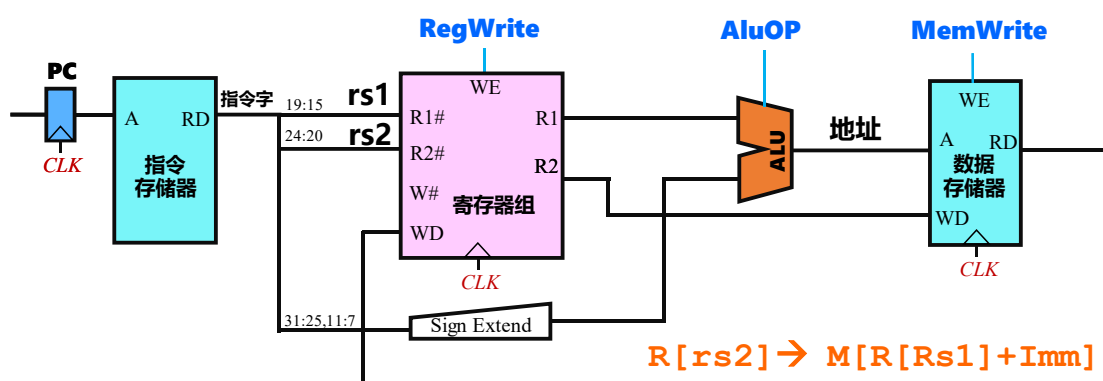 RegWrite
AluOP
MemWrite
PC
CLK
A
RD
指令
存储器
指令字
19:15
rs1
24:20
rs2
31:25,11:7
WE
R1#
R1
R2#
R2
W#
寄存器组
WD
CLK
Sign Extend
ALU
地址
WE
A
RD
数据
存储器
WD
CLK
R[rs2]→ M[R[Rs1]+Imm]